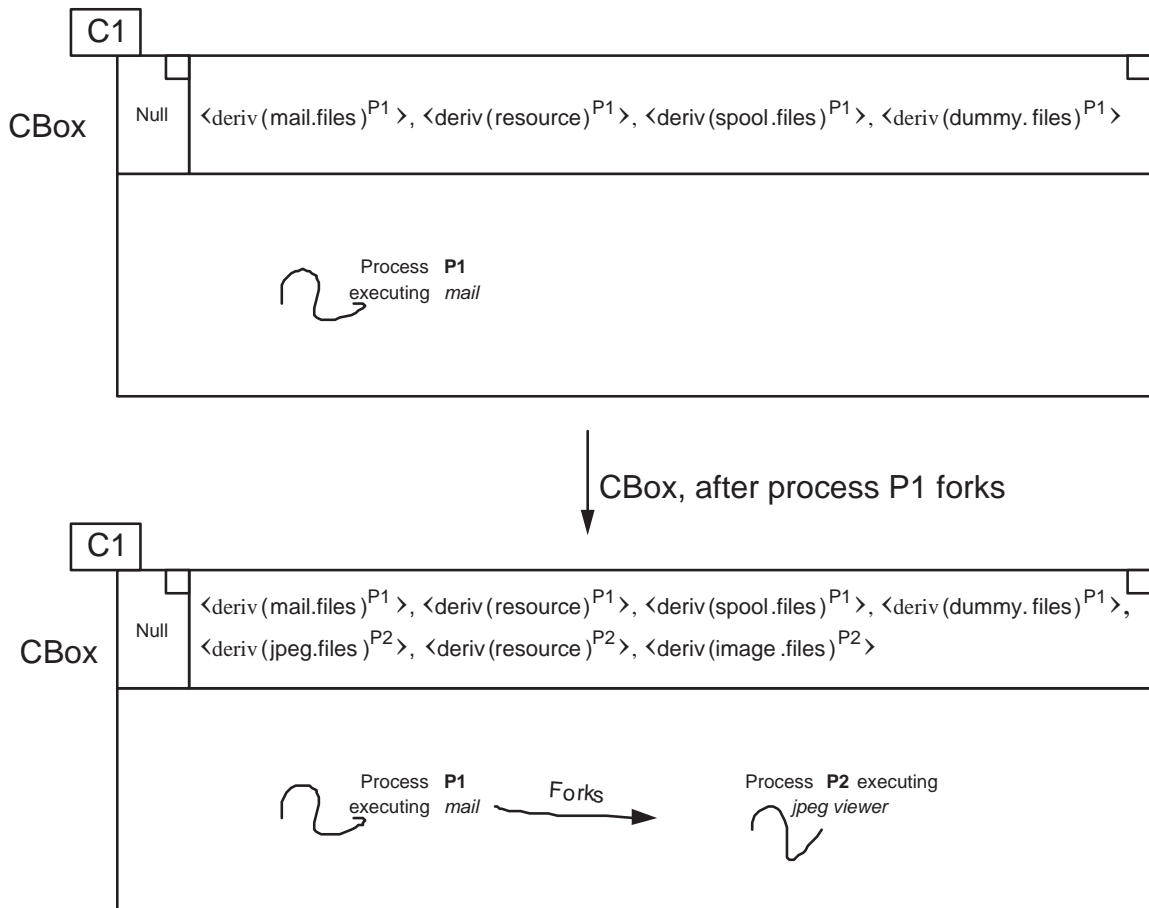 C1
CBox
Null
<deriv(mail.files)^P1>, <deriv(resource)^P1>, <deriv(spool.files)^P1>, <deriv(dummy. files)^P1>
Process P1
executing mail
CBox, after process P1 forks
C1
CBox
Null
<deriv(mail.files)^P1>, <deriv(resource)^P1>, <deriv(spool.files)^P1>, <deriv(dummy. files)^P1>,
<deriv(jpeg.files)^P2>, <deriv(resource)^P2>, <deriv(image .files)^P2>
Process P1
executing mail
Forks
Process P2 executing
jpeg viewer